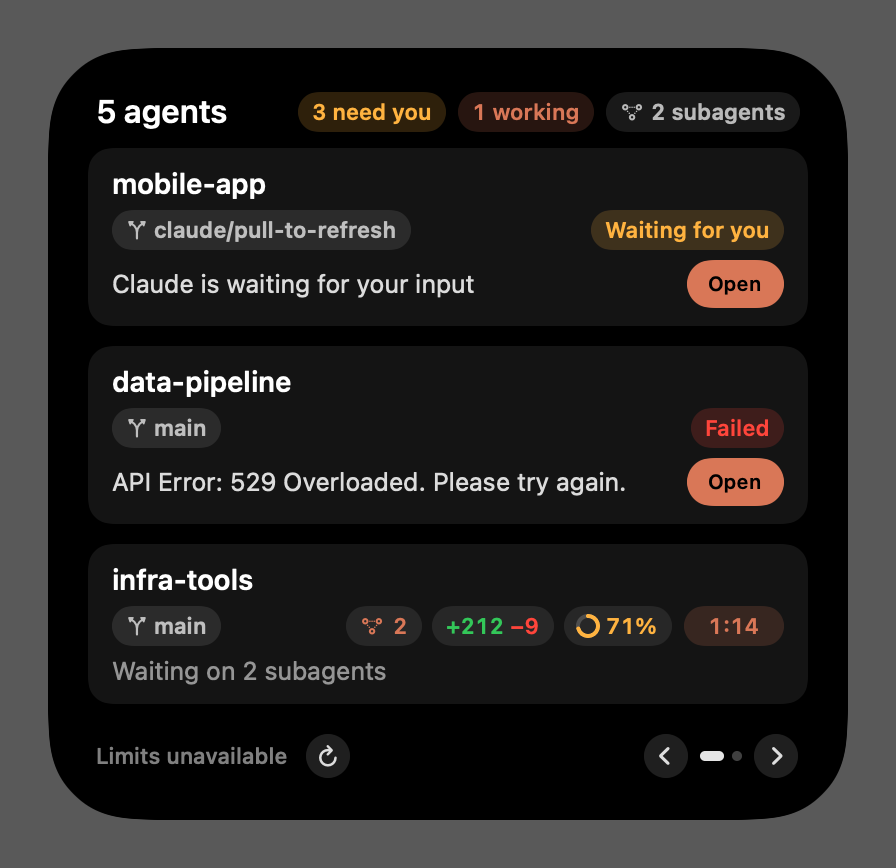 5 agents 3 need you 1 working 2 subagents
mobile-app
claude/pull-to-refresh Waiting for you
Claude is waiting for your input Open
data-pipeline
main Failed
API Error: 529 Overloaded. Please try again. Open
infra-tools
main 2 +212 −9 71% 1:14
Waiting on 2 subagents
Limits unavailable